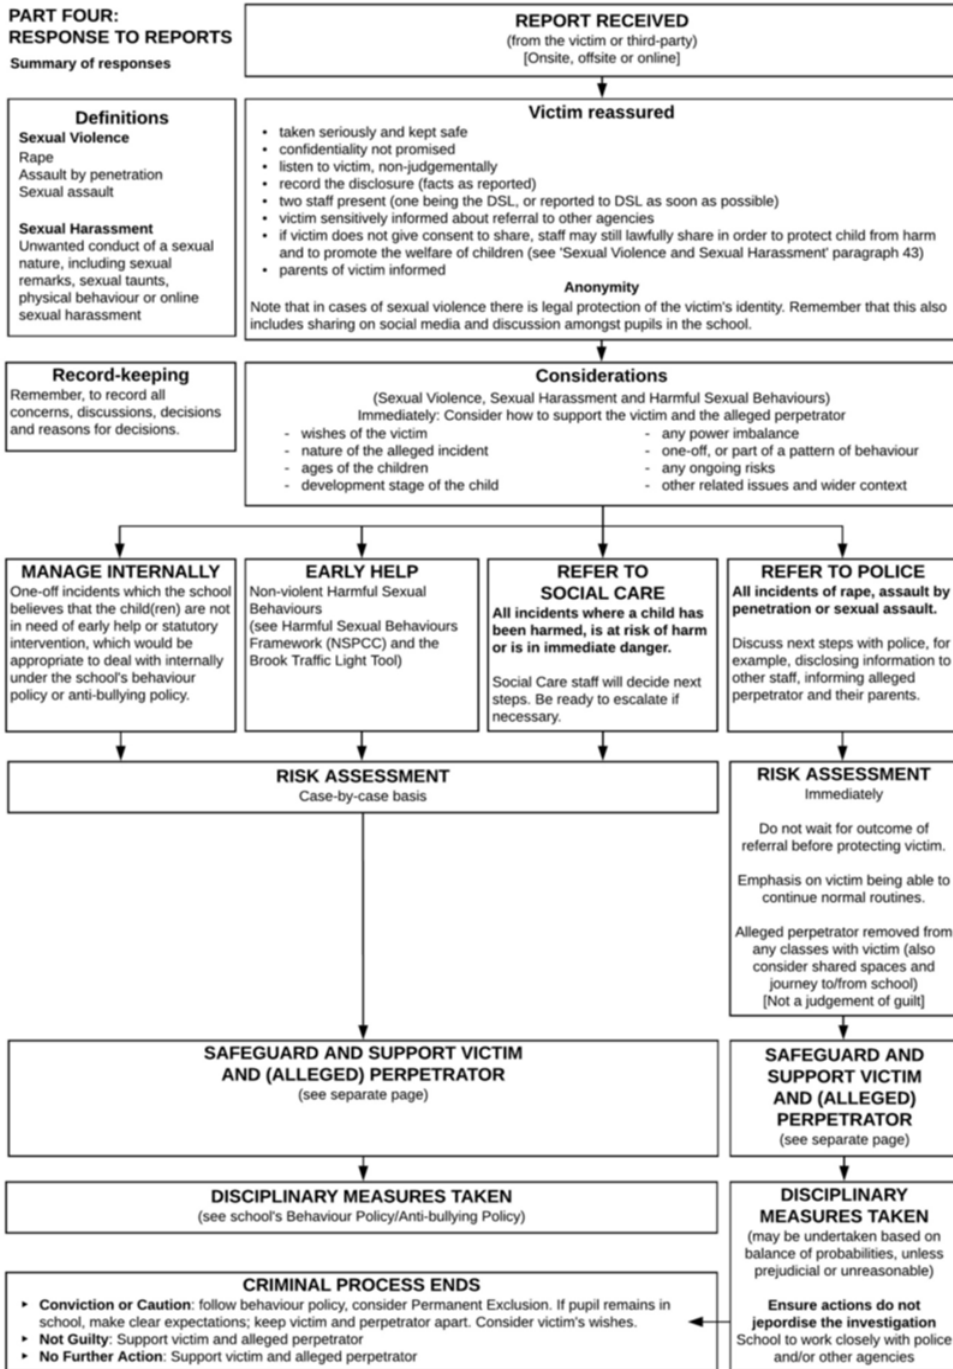 PART FOUR:
RESPONSE TO REPORTS
Summary of responses
REPORT RECEIVED
(from the victim or third-party)
[Onsite, offsite or online]
Definitions
Sexual Violence
Rape
Assault by penetration
Sexual assault
Sexual Harassment
Unwanted conduct of a sexual
nature, including sexual
remarks, sexual taunts,
physical behaviour or online
sexual harassment
Victim reassured
• taken seriously and kept safe
• confidentiality not promised
• listen to victim, non-judgementally
• record the disclosure (facts as reported)
• two staff present (one being the DSL, or reported to DSL as soon as possible)
• victim sensitively informed about referral to other agencies
• if victim does not give consent to share, staff may still lawfully share in order to protect child from harm
and to promote the welfare of children (see 'Sexual Violence and Sexual Harassment' paragraph 43)
• parents of victim informed
Anonymity
Note that in cases of sexual violence there is legal protection of the victim's identity. Remember that this also
includes sharing on social media and discussion amongst pupils in the school.
Record-keeping
Remember, to record all
concerns, discussions, decisions
and reasons for decisions.
Considerations
(Sexual Violence, Sexual Harassment and Harmful Sexual Behaviours)
Immediately: Consider how to support the victim and the alleged perpetrator
- wishes of the victim
- nature of the alleged incident
- ages of the children
- development stage of the child
- any power imbalance
- one-off, or part of a pattern of behaviour
- any ongoing risks
- other related issues and wider context
MANAGE INTERNALLY
One-off incidents which the school
believes that the child(ren) are not
in need of early help or statutory
intervention, which would be
appropriate to deal with internally
under the school's behaviour
policy or anti-bullying policy.
EARLY HELP
Non-violent Harmful Sexual
Behaviours
(see Harmful Sexual Behaviours
Framework (NSPCC) and the
Brook Traffic Light Tool)
REFER TO
SOCIAL CARE
All incidents where a child has
been harmed, is at risk of harm
or is in immediate danger.
Social Care staff will decide next
steps. Be ready to escalate if
necessary.
REFER TO POLICE
All incidents of rape, assault by
penetration or sexual assault.
Discuss next steps with police, for
example, disclosing information to
other staff, informing alleged
perpetrator and their parents.
RISK ASSESSMENT
Case-by-case basis
RISK ASSESSMENT
Immediately
Do not wait for outcome of
referral before protecting victim.
Emphasis on victim being able to
continue normal routines.
Alleged perpetrator removed from
any classes with victim (also
consider shared spaces and
journey to/from school)
[Not a judgement of guilt]
SAFEGUARD AND SUPPORT VICTIM
AND (ALLEGED) PERPETRATOR
(see separate page)
SAFEGUARD AND
SUPPORT VICTIM
AND (ALLEGED)
PERPETRATOR
(see separate page)
DISCIPLINARY MEASURES TAKEN
(see school's Behaviour Policy/Anti-bullying Policy)
DISCIPLINARY
MEASURES TAKEN
(may be undertaken based on
balance of probabilities, unless
prejudicial or unreasonable)
Ensure actions do not
jepordise the investigation
School to work closely with police
and/or other agencies
CRIMINAL PROCESS ENDS
‣ Conviction or Caution: follow behaviour policy, consider Permanent Exclusion. If pupil remains in
school, make clear expectations; keep victim and perpetrator apart. Consider victim's wishes.
‣ Not Guilty: Support victim and alleged perpetrator
‣ No Further Action: Support victim and alleged perpetrator